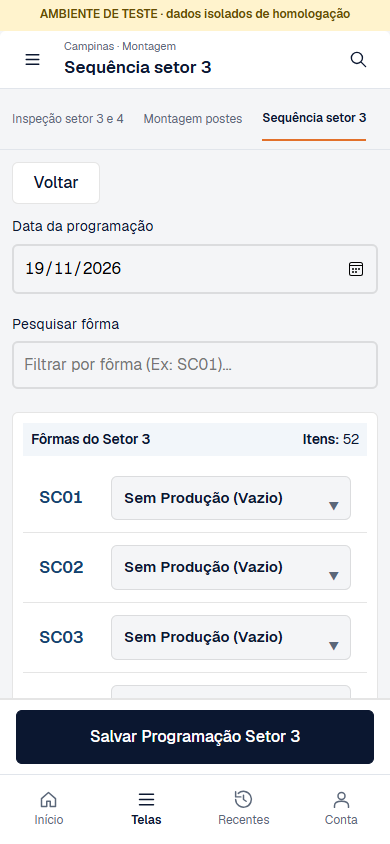 AMBIENTE DE TESTE · dados isolados de homologação
Campinas · Montagem
Sequência setor 3
Inspeção setor 3 e 4
Montagem postes
Sequência setor 3
Voltar
Data da programação
19/11/2026
Pesquisar fôrma
Filtrar por fôrma (Ex: SC01)...
Fôrmas do Setor 3
Itens: 52
SC01
Sem Produção (Vazio)
SC02
Sem Produção (Vazio)
SC03
Sem Produção (Vazio)
Salvar Programação Setor 3
Início
Telas
Recentes
Conta